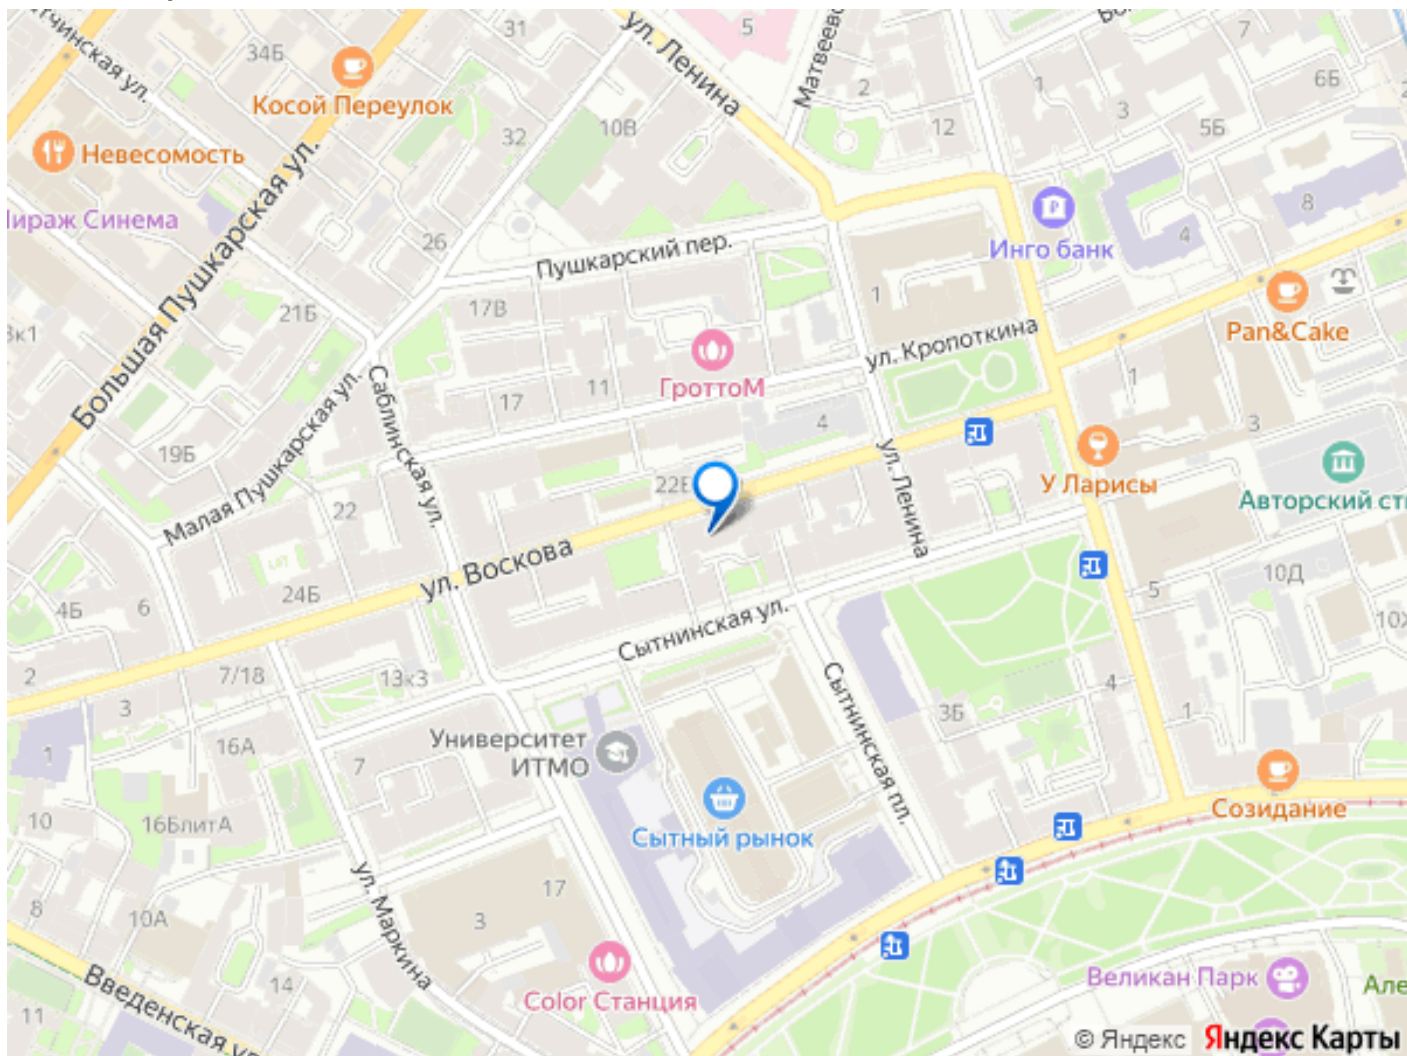 31
5
7
34Б
Косой Переулок
ул. Ленина
2
1
6Б
3
5Б
12
10В
32
Невесомость
Большая Пушкарская ул.
26
8
4
Инго банк
Пушкарский пер.
17В
21Б
1
Pan&Cake
ул. Кропоткина
ГроттоМ
11
17
Саблинская ул.
Малая Пушкарская ул.
19Б
4
1
3
У Ларисы
ул. Ленина
22
ул. Воскова
24Б
4Б
6
5
10Д
Сытнинская ул.
2
7/18
13к3
3
16А
1
7
Университет
ИТМО
Сытнинская пл.
3Б
4
1
Созидание
Сытный рынок
10
16БлитА
ул. Маркина
17
3
8
10А
14
11
Введенская ул.
Color Станция
Великан Парк
© Яндекс Яндекс Карты